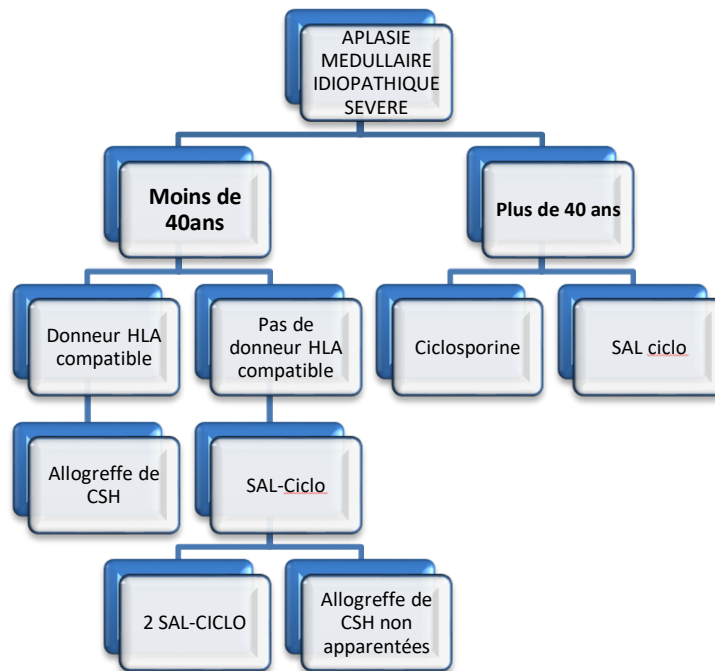 APLASIE
MEDULLAIRE
IDIOPATHIQUE
SEVERE
Moins de
40ans
Plus de 40 ans
Donneur HLA
compatible
Pas de
donneur HLA
compatible
Ciclosporine
SAL ciclo
Allogreffe de
CSH
SAL-Ciclo
2 SAL-CICLO
Allogreffe de
CSH non
apparentées